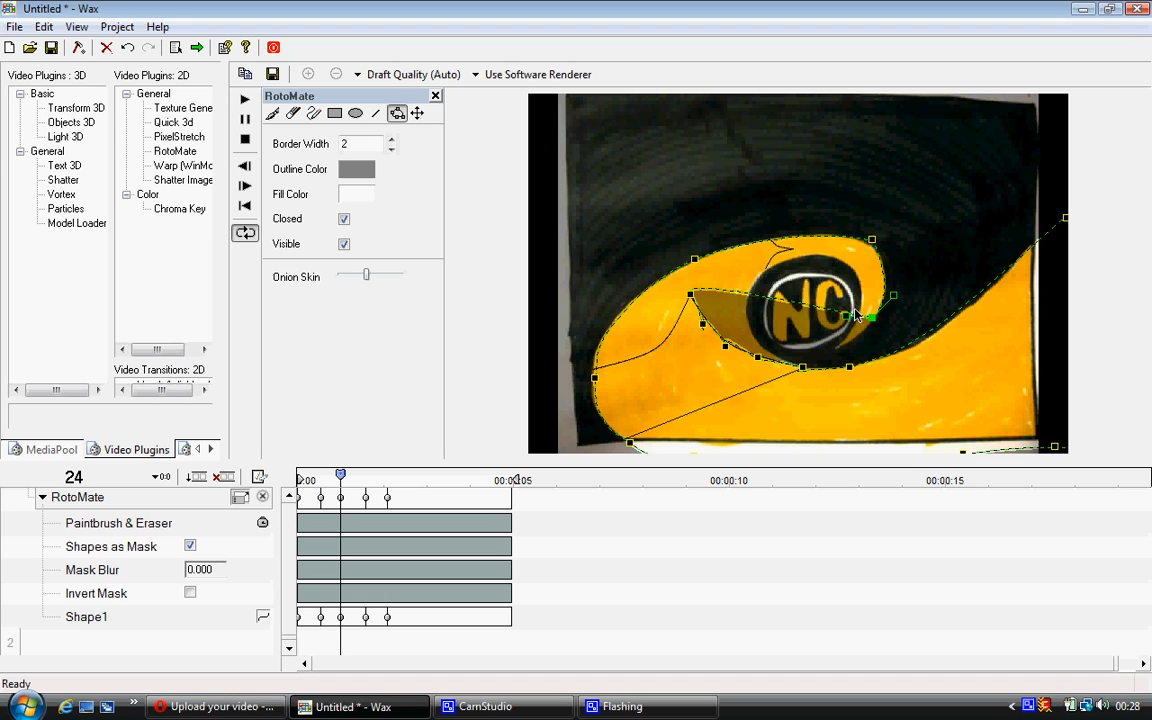 Untitled * - Wax
File Edit View Project Help
Video Plugins : 3D
Basic
Transform 3D
Objects 3D
Light 3D
General
Text 3D
Shatter
Vortex
Particles
Model Loader
Video Plugins: 2D
General
Texture Gene
Quick 3d
PixelStretch
RotoMate
Warp (WinMo
Shatter Image
Color
Chroma Key
Video Transitions: 2D
MediaPool
Video Plugins
Draft Quality (Auto)
Use Software Renderer
RotoMate
Border Width 2
Outline Color
Fill Color
Closed
Visible
Onion Skin
NC
24
0:00
00:00:05
00:00:10
00:00:15
RotoMate
Paintbrush & Eraser
Shapes as Mask
Mask Blur 0.000
Invert Mask
Shape1
2
Ready
Upload your video -...
Untitled * - Wax
CamStudio
Flashing
00:28